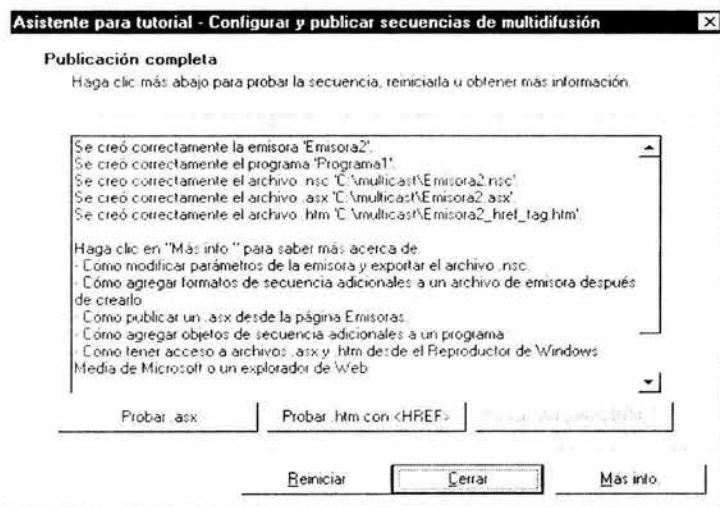 Asistente para tutorial - Configurar y publicar secuencias de multidifusión
Publicación completa
Haga clic más abajo para probar la secuencia, reiniciarla u obtener más información.
Se creó correctamente la emisora 'Emisora2'.
Se creó correctamente el programa 'Programa1'.
Se creó correctamente el archivo .nsc 'C:\multicast\Emisora2.nsc'.
Se creó correctamente el archivo .asx 'C:\multicast\Emisora2.asx'.
Se creó correctamente el archivo .htm 'C:\multicast\Emisora2_href_tag.htm'.
Haga clic en "Más info." para saber más acerca de:
- Cómo modificar parámetros de la emisora y exportar el archivo .nsc
- Cómo agregar formatos de secuencia adicionales a un archivo de emisora después
de crearlo
- Cómo publicar un .asx desde la página Emisoras
- Cómo agregar objetos de secuencia adicionales a un programa
- Cómo tener acceso a archivos .asx y .htm desde el Reproductor de Windows
Media de Microsoft o un explorador de Web
Probar .asx Probar .htm con <HREF>
Reiniciar Cerrar Más info.